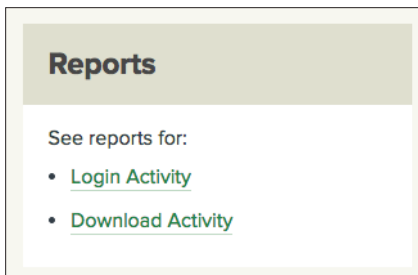 Reports
See reports for:
• Login Activity
• Download Activity